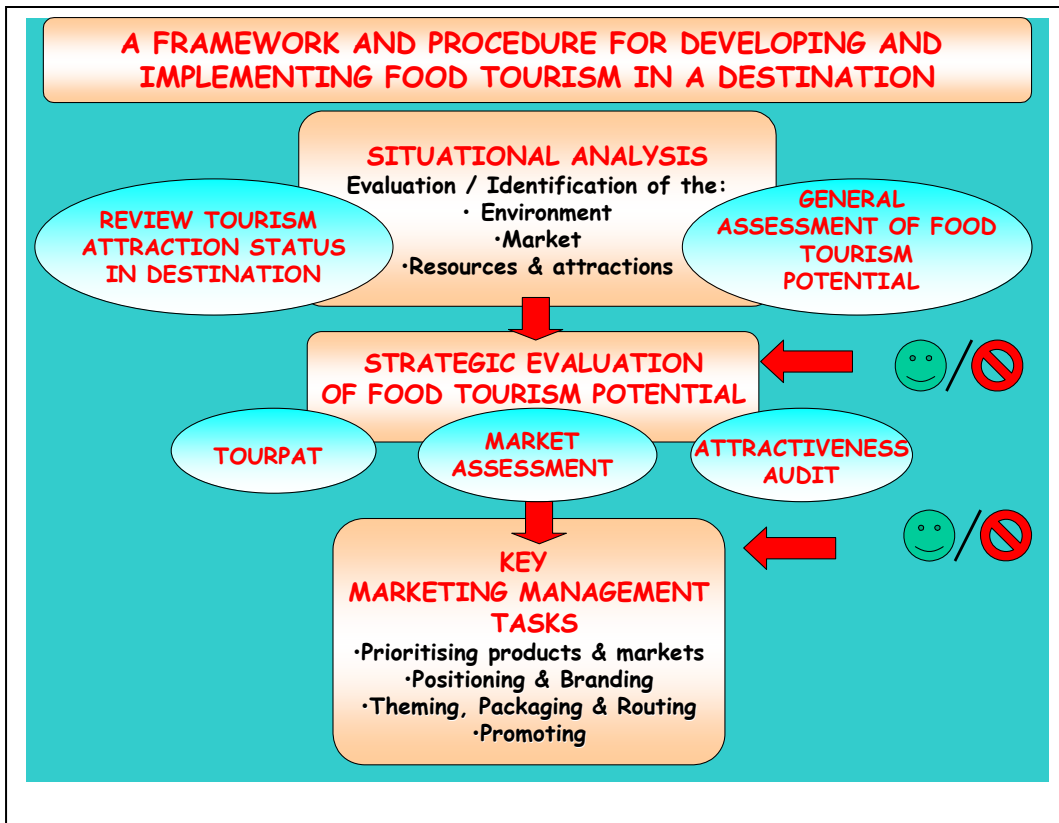 A FRAMEWORK AND PROCEDURE FOR DEVELOPING AND
IMPLEMENTING FOOD TOURISM IN A DESTINATION
SITUATIONAL ANALYSIS
Evaluation / Identification of the:
• Environment
•Market
•Resources & attractions
REVIEW TOURISM
ATTRACTION STATUS
IN DESTINATION
GENERAL
ASSESSMENT OF FOOD
TOURISM
POTENTIAL
STRATEGIC EVALUATION
OF FOOD TOURISM POTENTIAL
TOURPAT
MARKET
ASSESSMENT
ATTRACTIVENESS
AUDIT
KEY
MARKETING MANAGEMENT
TASKS
•Prioritising products & markets
•Positioning & Branding
•Theming, Packaging & Routing
•Promoting